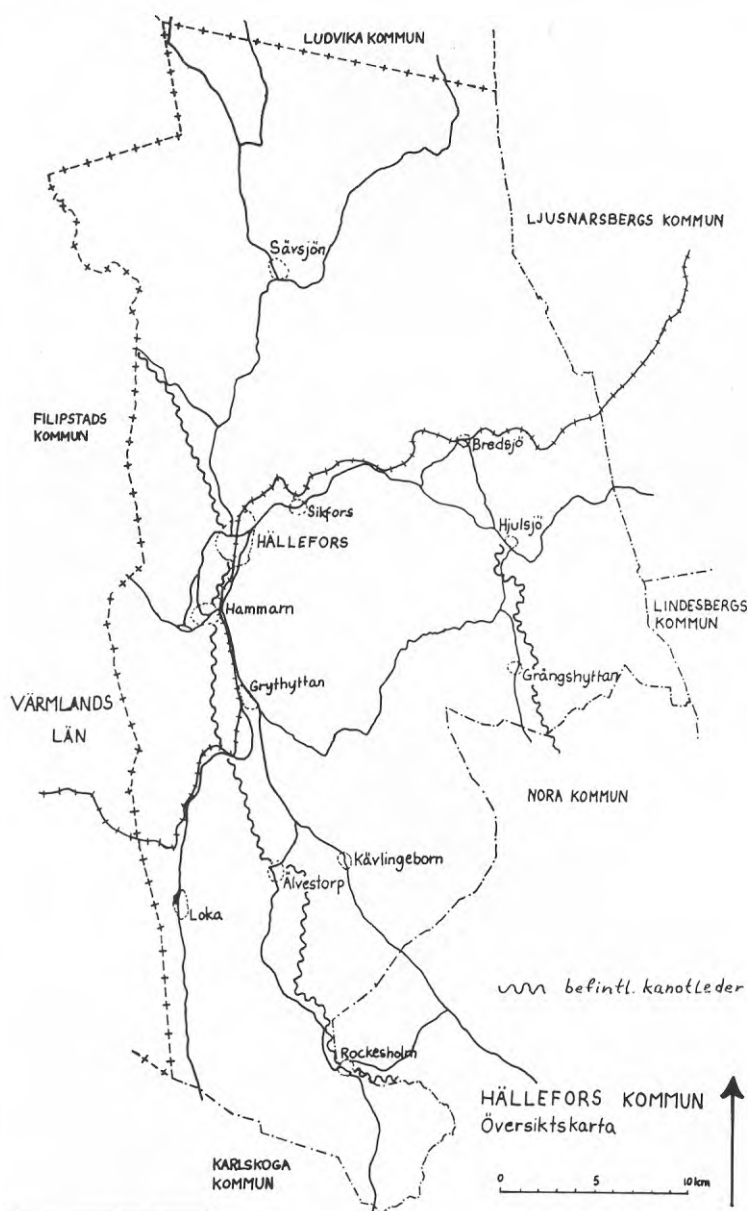 LUDVIKA KOMMUN
LJUSNARSBERGS KOMMUN
Sävsjön
FILIPSTADS
KOMMUN
Bredsjö
Sikfors
Hjulsjö
HÄLLEFORS
LINDESBERGS
KOMMUN
Hammarn
Grythyttan
Grängshyttan
VÄRMLANDS
LÄN
NORA KOMMUN
Kävlingeborn
Älvestorp
Loka
befintl. kanotleder
Rockesholm
HÄLLEFORS KOMMUN
Översiktskarta
KARLSKOGA
KOMMUN
0 5 10 km